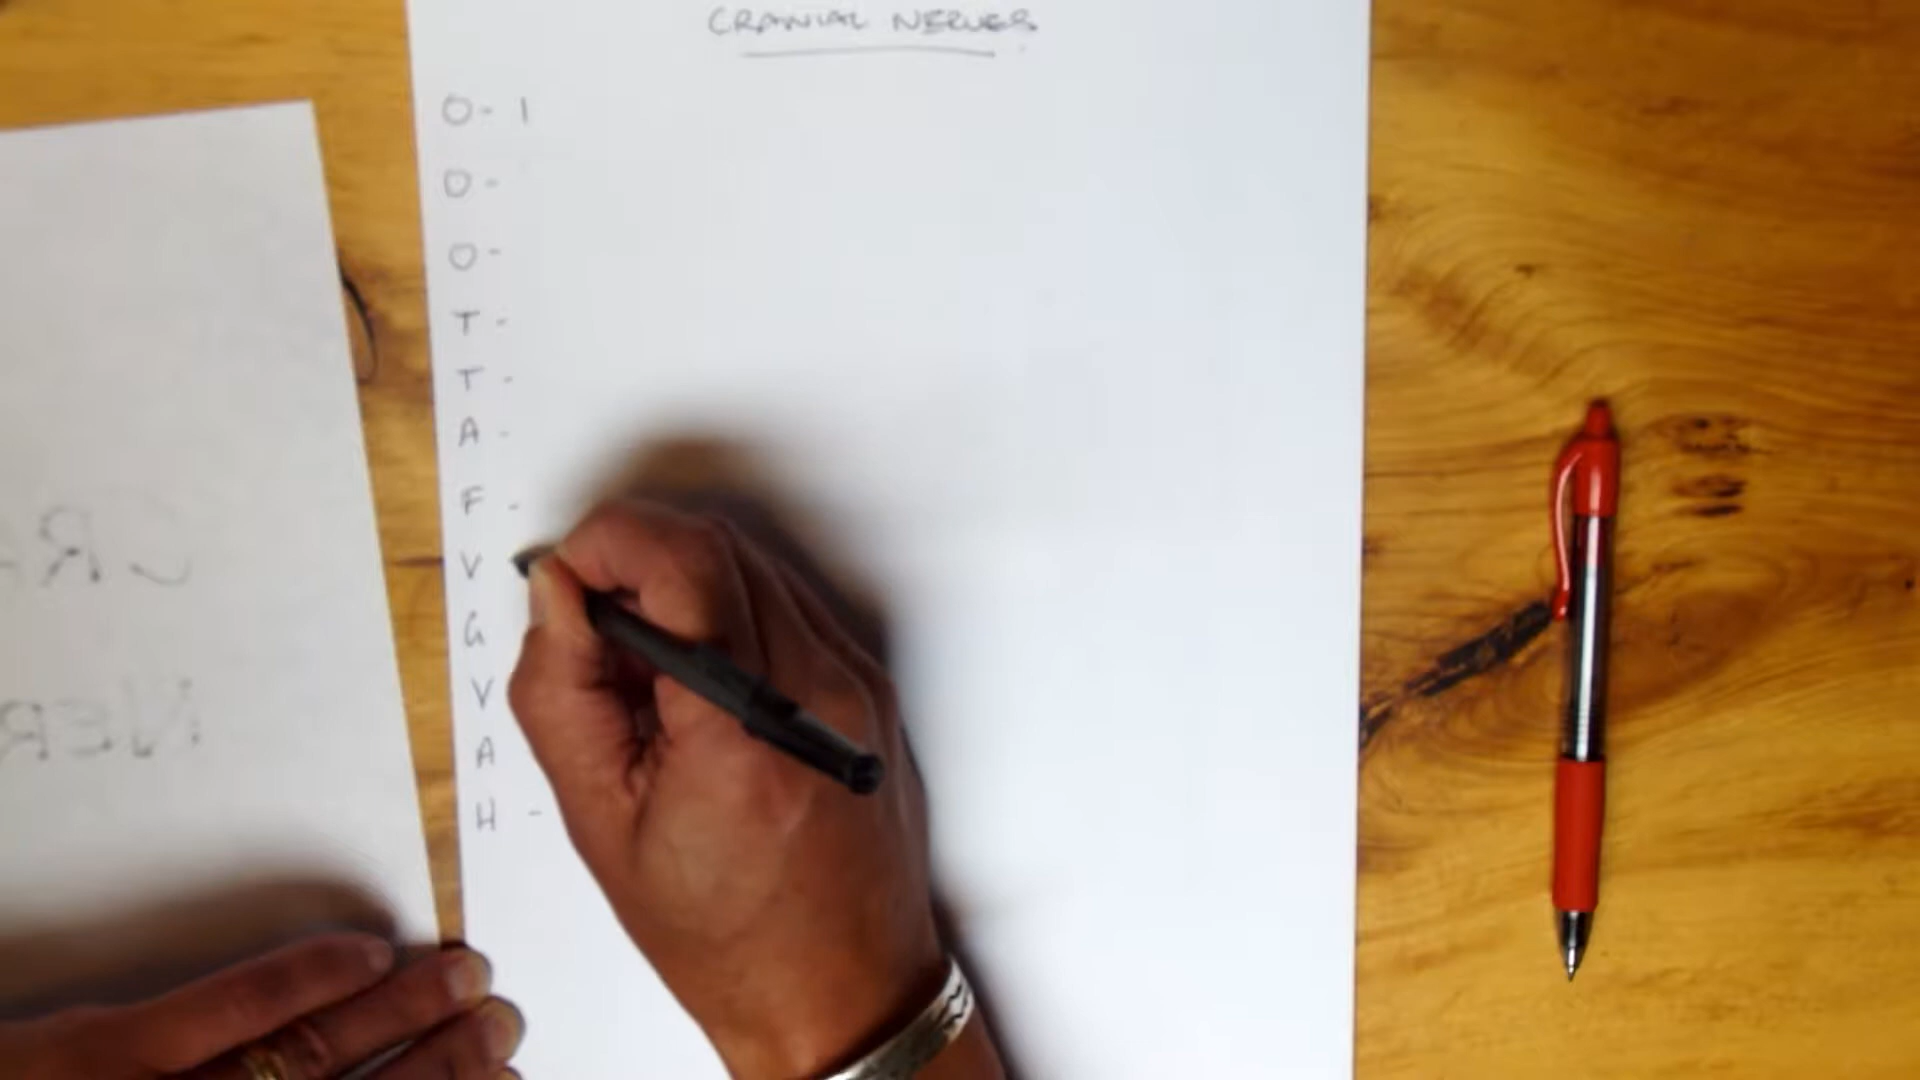 CRANIAL NERVES
O - 1
O -
O -
T -
T -
A -
F -
V
G
V
A
H -